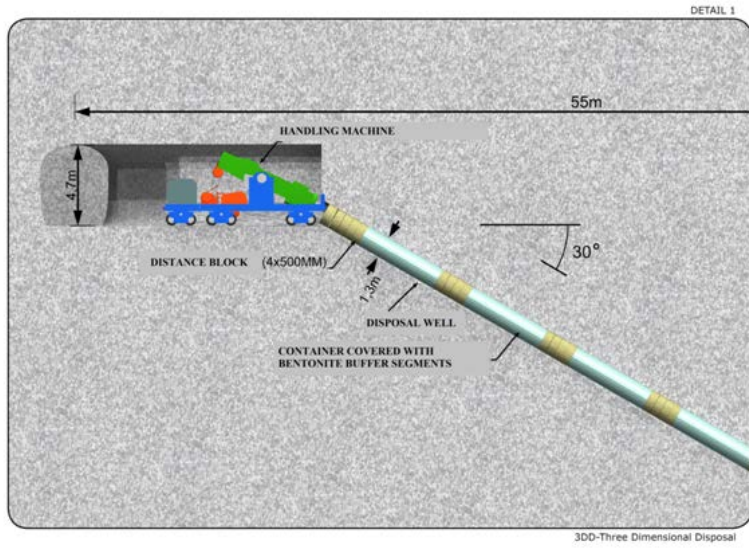 DETAIL 1
55m
HANDLING MACHINE
4.7m
DISTANCE BLOCK (4x500MM)
30°
1.3m
DISPOSAL WELL
CONTAINER COVERED WITH
BENTONITE BUFFER SEGMENTS
3DD-Three Dimensional Disposal